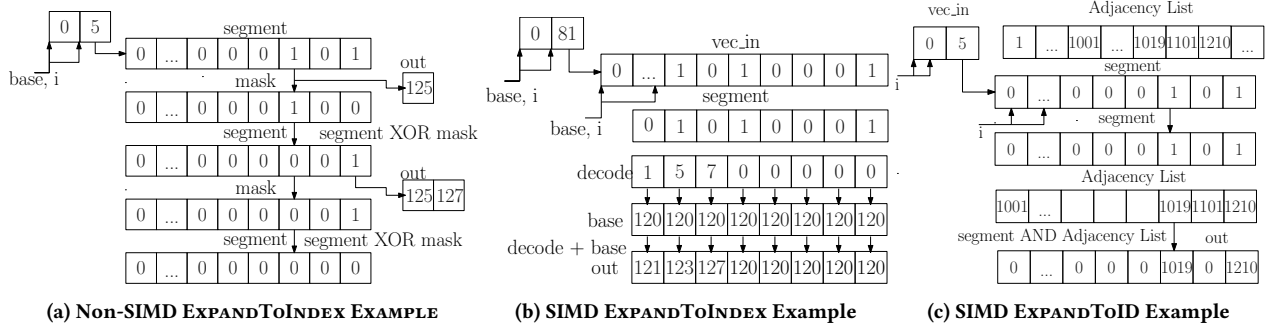 0 5
base, i
segment
0 ... 0 0 0 1 0 1
out
125
mask
0 ... 0 0 0 1 0 0
segment segment XOR mask
0 ... 0 0 0 0 0 1
out
125 127
mask
0 ... 0 0 0 0 0 1
segment segment XOR mask
0 ... 0 0 0 0 0 0
(a) Non-SIMD ExpandToIndex Example
0 81
base, i
vec_in
0 ... 1 0 1 0 0 0 1
base, i
segment
0 1 0 1 0 0 0 1
decode 1 5 7 0 0 0 0 0
base 120 120 120 120 120 120 120 120
decode + base
out 121 123 127 120 120 120 120 120
(b) SIMD ExpandToIndex Example
vec_in
0 5
i
Adjacency List
1 ... 1001 ... 1019 1101 1210 ...
segment
0 ... 0 0 0 1 0 1
i
segment
0 ... 0 0 0 1 0 1
Adjacency List
1001 ... 1019 1101 1210
segment AND Adjacency List out
0 ... 0 0 0 1019 0 1210
(c) SIMD ExpandToID Example